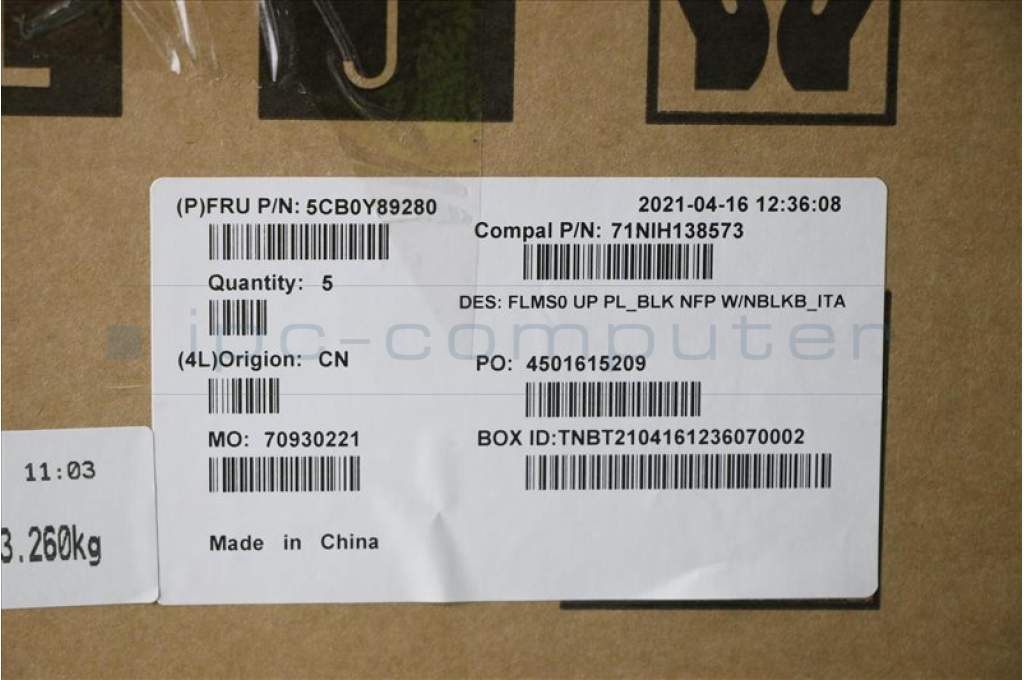 (P)FRU P/N: 5CB0Y89280
2021-04-16 12:36:08
Compal P/N: 71NIH138573
Quantity: 5
DES: FLMS0 UP PL_BLK NFP W/NBLKB_ITA
ipc-computer
(4L)Origion: CN
PO: 4501615209
MO: 70930221
BOX ID:TNBT2104161236070002
11:03
3.260kg
Made in China